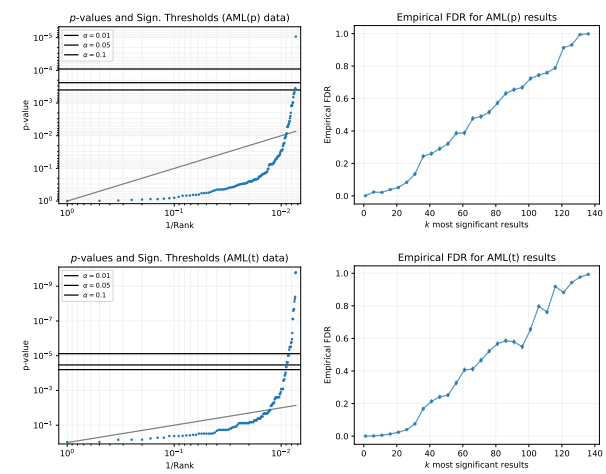 p-values and Sign. Thresholds (AML(p) data)
α = 0.01
α = 0.05
α = 0.1
10⁻⁵
10⁻⁴
10⁻³
10⁻²
10⁻¹
10⁰
p-value
10⁰
10⁻¹
10⁻²
1/Rank
Empirical FDR for AML(p) results
1.0
0.8
0.6
0.4
0.2
0.0
Empirical FDR
0
20
40
60
80
100
120
140
k most significant results
p-values and Sign. Thresholds (AML(t) data)
α = 0.01
α = 0.05
α = 0.1
10⁻⁹
10⁻⁷
10⁻⁵
10⁻³
10⁻¹
p-value
10⁰
10⁻¹
10⁻²
1/Rank
Empirical FDR for AML(t) results
1.0
0.8
0.6
0.4
0.2
0.0
Empirical FDR
0
20
40
60
80
100
120
140
k most significant results